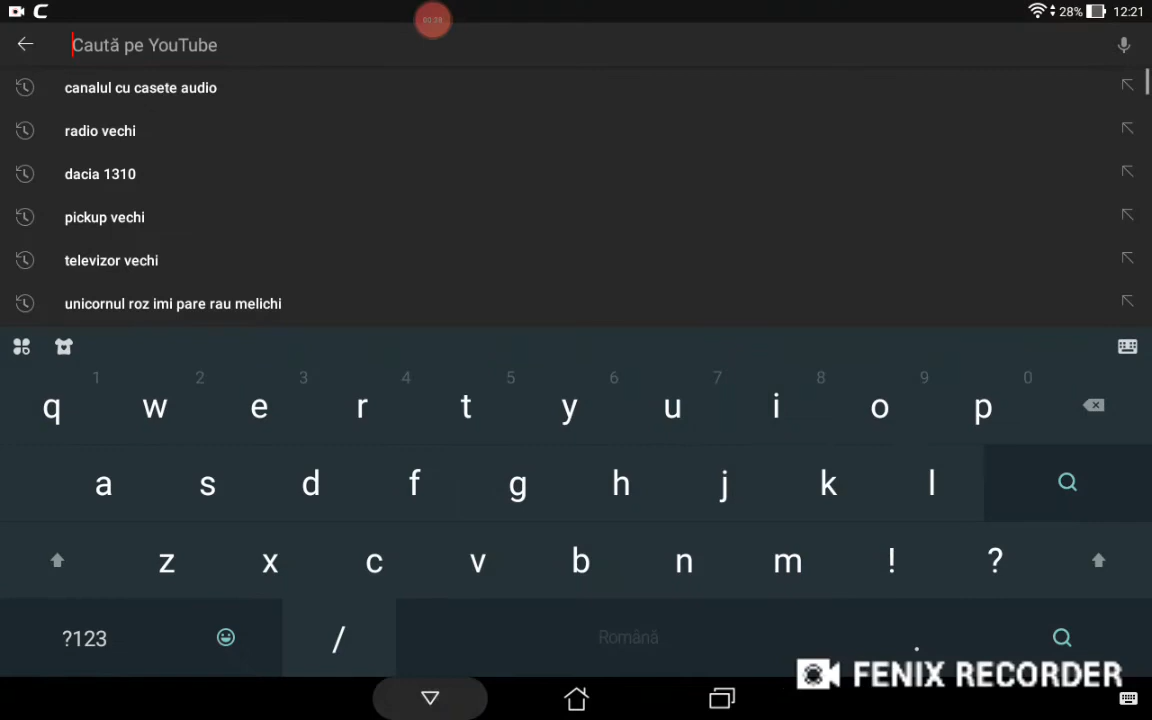 C 28% 12:21
00:38
Caută pe YouTube
canalul cu casete audio
radio vechi
dacia 1310
pickup vechi
televizor vechi
unicornul roz imi pare rau melichi
1 2 3 4 5 6 7 8 9 0
q w e r t y u i o p
a s d f g h j k l
z x c v b n m ! ?
?123 / Română .
FENIX RECORDER